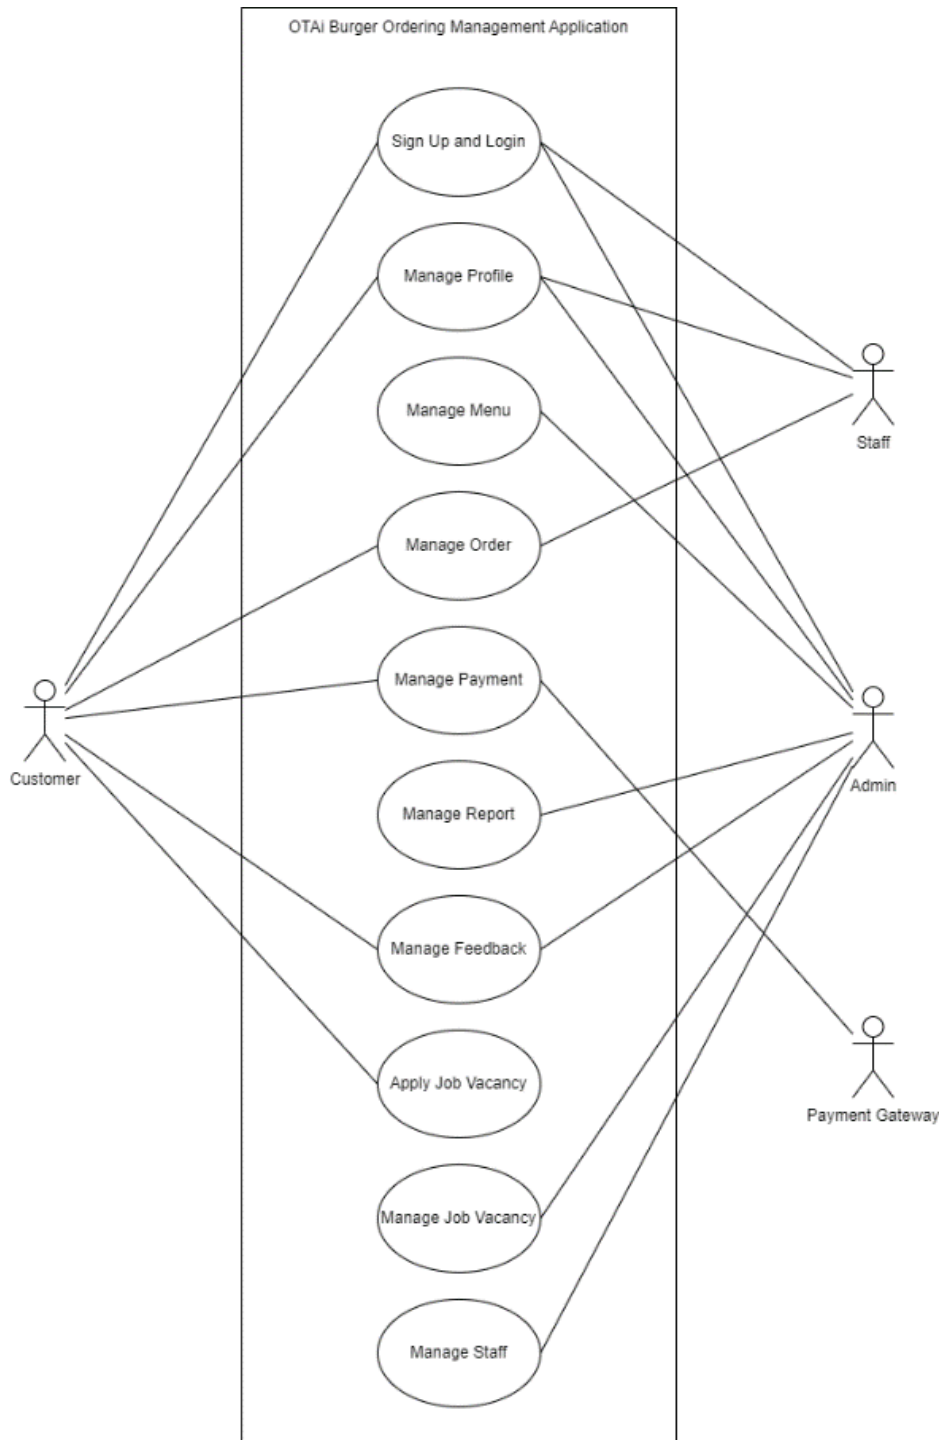 OTAi Burger Ordering Management Application
Sign Up and Login
Manage Profile
Manage Menu
Staff
Manage Order
Manage Payment
Customer
Admin
Manage Report
Manage Feedback
Apply Job Vacancy
Payment Gateway
Manage Job Vacancy
Manage Staff